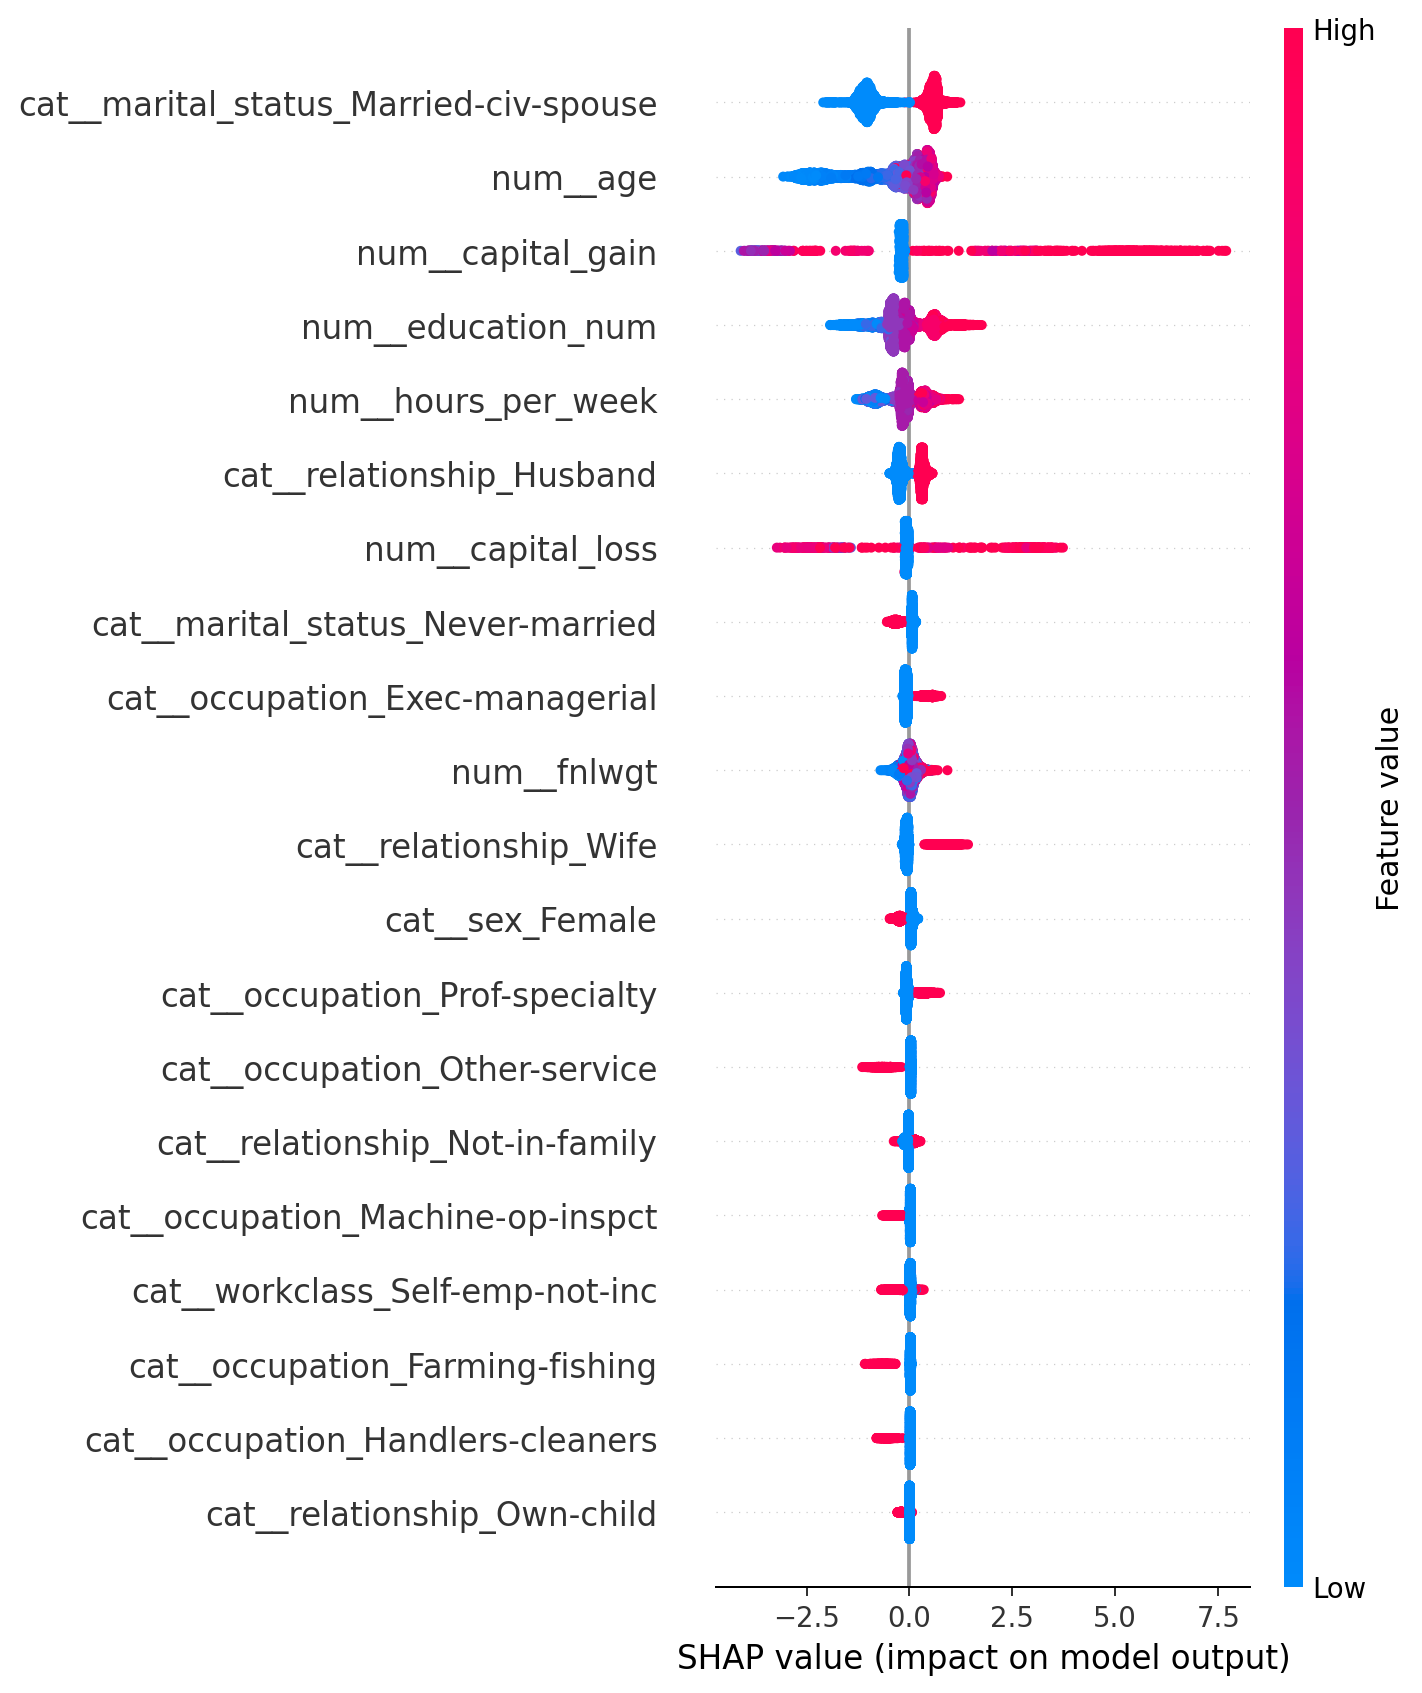 High
cat__marital_status_Married-civ-spouse
num__age
num__capital_gain
num__education_num
num__hours_per_week
cat__relationship_Husband
num__capital_loss
cat__marital_status_Never-married
cat__occupation_Exec-managerial
num__fnlwgt
cat__relationship_Wife
cat__sex_Female
cat__occupation_Prof-specialty
cat__occupation_Other-service
cat__relationship_Not-in-family
cat__occupation_Machine-op-inspct
cat__workclass_Self-emp-not-inc
cat__occupation_Farming-fishing
cat__occupation_Handlers-cleaners
cat__relationship_Own-child
Feature value
Low
−2.5 0.0 2.5 5.0 7.5
SHAP value (impact on model output)